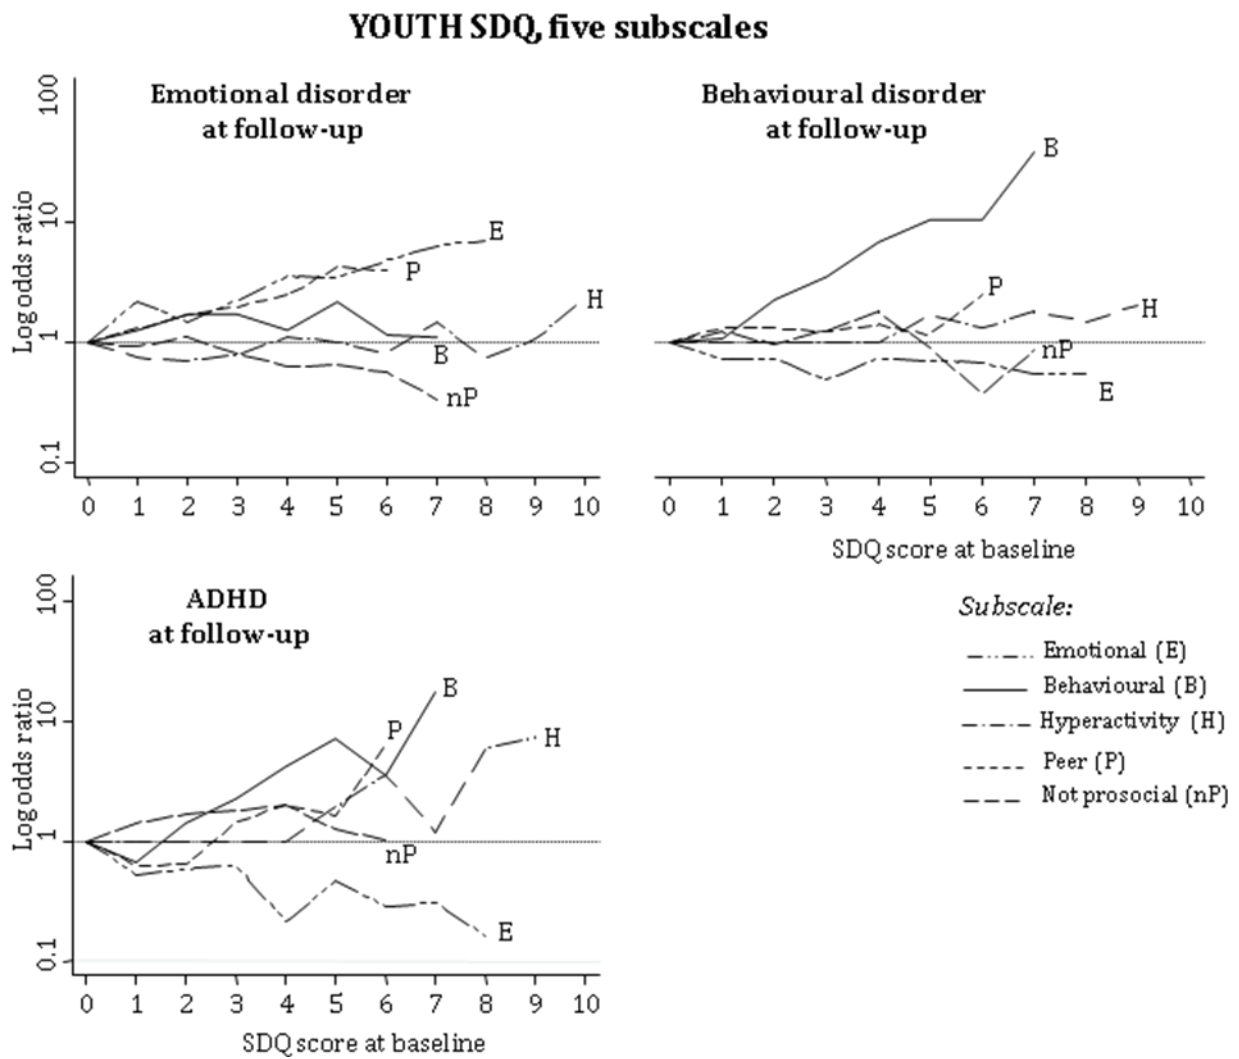 YOUTH SDQ, five subscales
Emotional disorder
at follow-up
Log odds ratio
100
10
1
0.1
E
P
H
B
nP
0 1 2 3 4 5 6 7 8 9 10
Behavioural disorder
at follow-up
B
P
H
nP
E
0 1 2 3 4 5 6 7 8 9 10
SDQ score at baseline
ADHD
at follow-up
Log odds ratio
100
10
1
0.1
B
P
H
nP
E
0 1 2 3 4 5 6 7 8 9 10
SDQ score at baseline
Subscale:
Emotional (E)
Behavioural (B)
Hyperactivity (H)
Peer (P)
Not prosocial (nP)